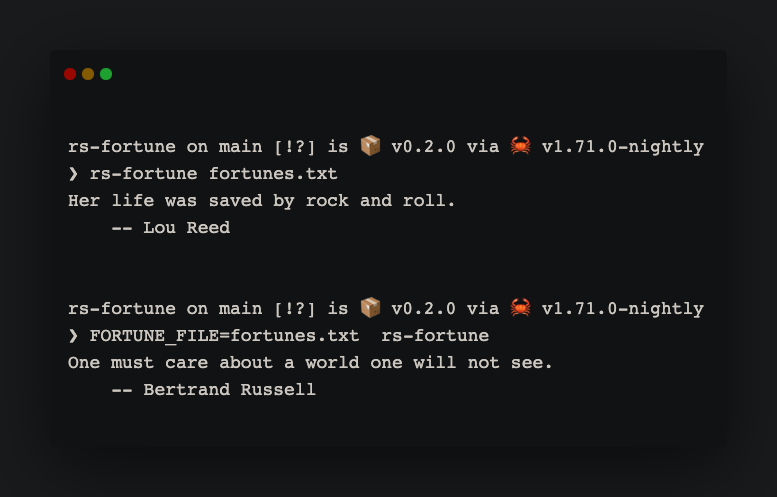 rs-fortune on main [!?] is 📦 v0.2.0 via 🦀 v1.71.0-nightly
❯ rs-fortune fortunes.txt
Her life was saved by rock and roll.
    -- Lou Reed
rs-fortune on main [!?] is 📦 v0.2.0 via 🦀 v1.71.0-nightly
❯ FORTUNE_FILE=fortunes.txt  rs-fortune
One must care about a world one will not see.
    -- Bertrand Russell